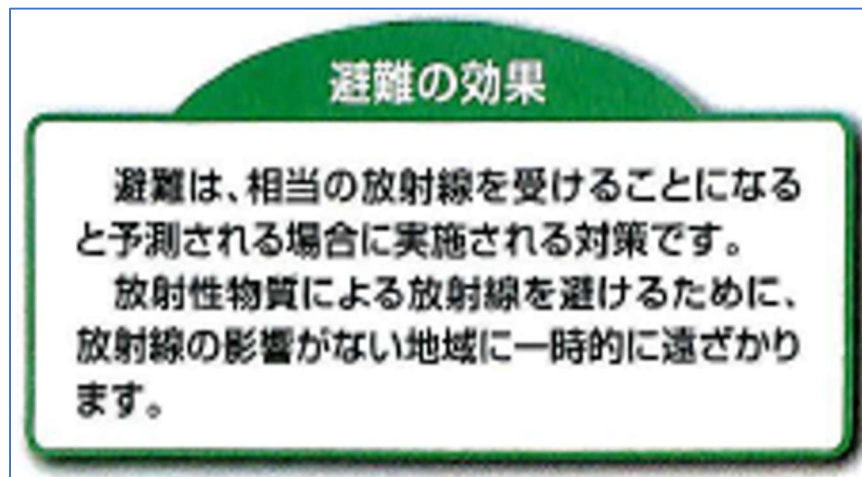 避難の効果
　避難は、相当の放射線を受けることになる
と予測される場合に実施される対策です。
　放射性物質による放射線を避けるために、
放射線の影響がない地域に一時的に遠ざかり
ます。